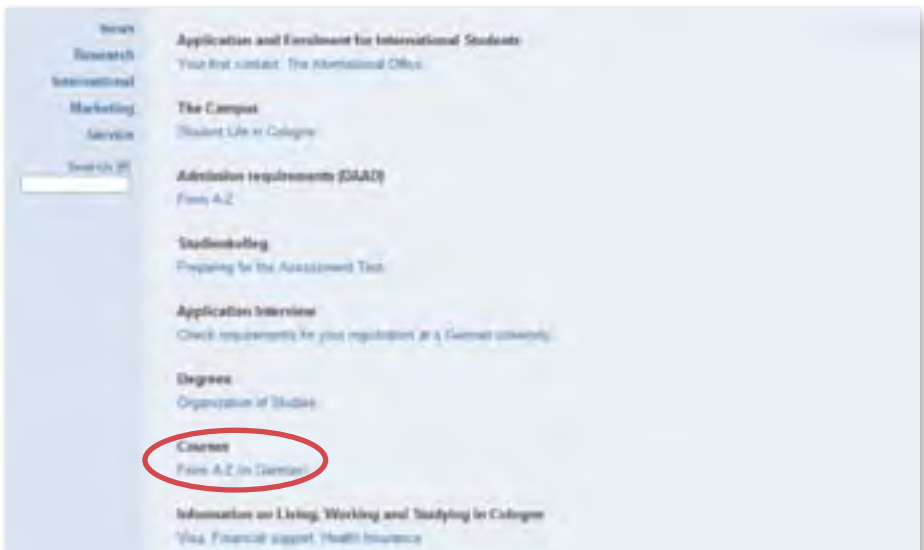 News
Research
International
Marketing
Service
Search
Application and Enrolment for International Students
Your first contact: The International Office
The Campus
Student Life in Cologne
Admission requirements (DAAD)
From A-Z
Studienkolleg
Preparing for the Assessment Test
Application Interview
Check requirements for your registration at a German university
Degrees
Organization of Studies
Courses
From A-Z (in German)
Information on Living, Working and Studying in Cologne
Visa, Financial support, Health Insurance